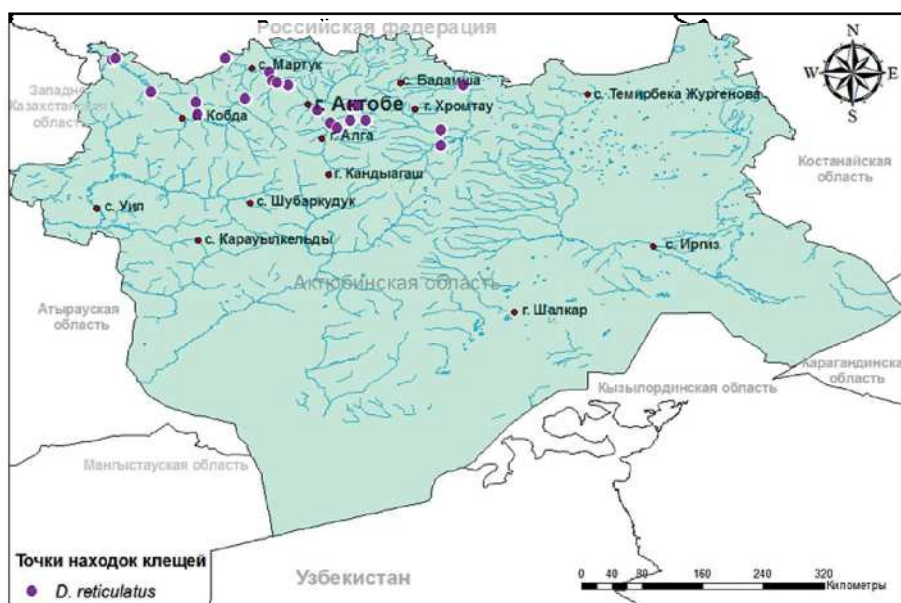 Российская федерация
N
W E
S
с. Мартук
с. Бадамша
Западно
Казахстанская
область
г. Актобе
г. Хромтау
с. Темирбека Жургенова
Кобда
г. Алга
Костанайская
область
г. Кандыагаш
с. Уил
с. Шубаркудук
с. Карауылкельды
с. Иргиз
Актюбинская область
Атырауская
область
г. Шалкар
Карагандинска
область
Кызылординская область
Мангыстауская область
Точки находок клещей
D. reticulatus
Узбекистан
0 20 40 80 160 240 320
Километры